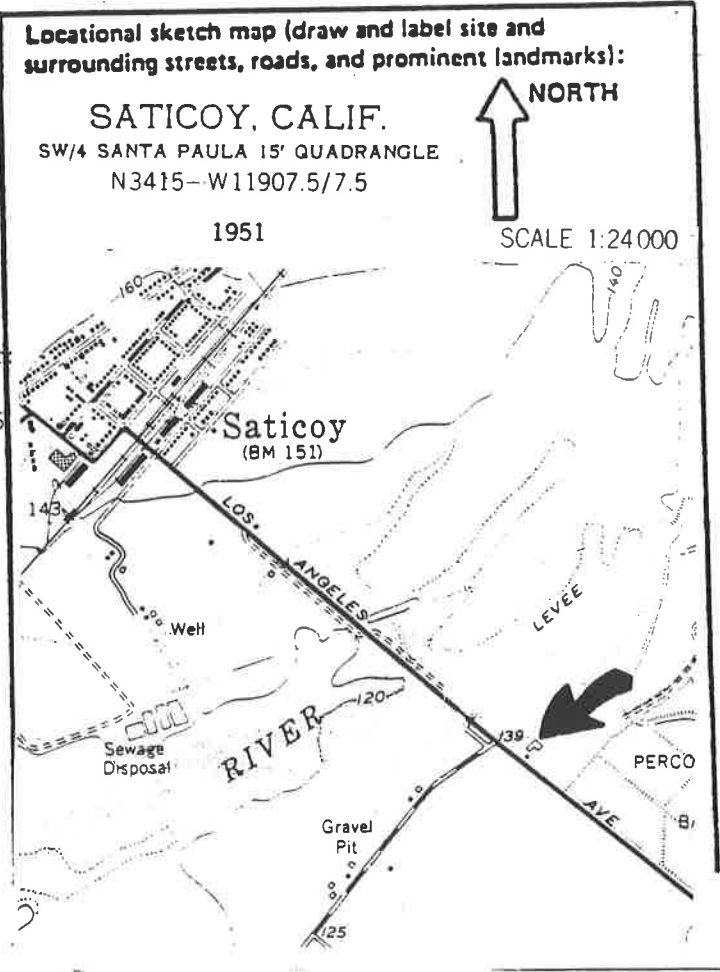 Locational sketch map (draw and label site and
surrounding streets, roads, and prominent landmarks):
NORTH
SATICOY, CALIF.
SW/4 SANTA PAULA 15' QUADRANGLE
N3415-W11907.5/7.5
1951
SCALE 1:24000
160
140
Saticoy
(BM 151)
143
LOS ANGELES AVE
LEVEE
Well
120
RIVER
139
Sewage
Disposal
PERCO
Gravel
Pit
125